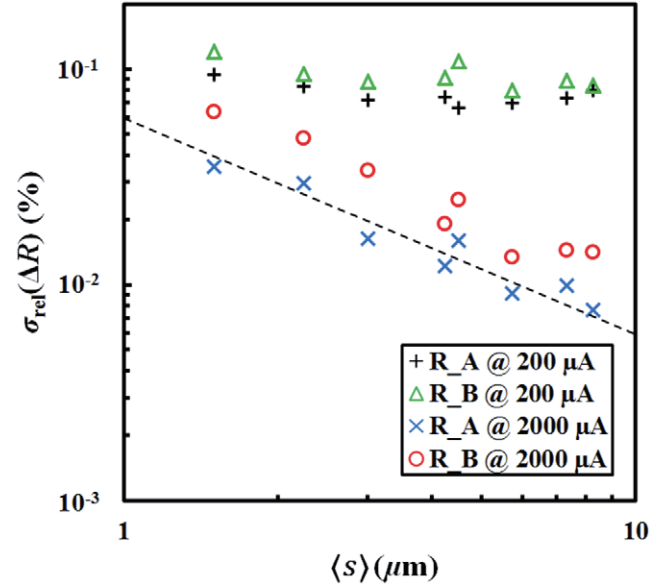 σrel(ΔR) (%)
10⁻¹
10⁻²
10⁻³
R_A @ 200 μA
R_B @ 200 μA
R_A @ 2000 μA
R_B @ 2000 μA
1
10
⟨s⟩(μm)